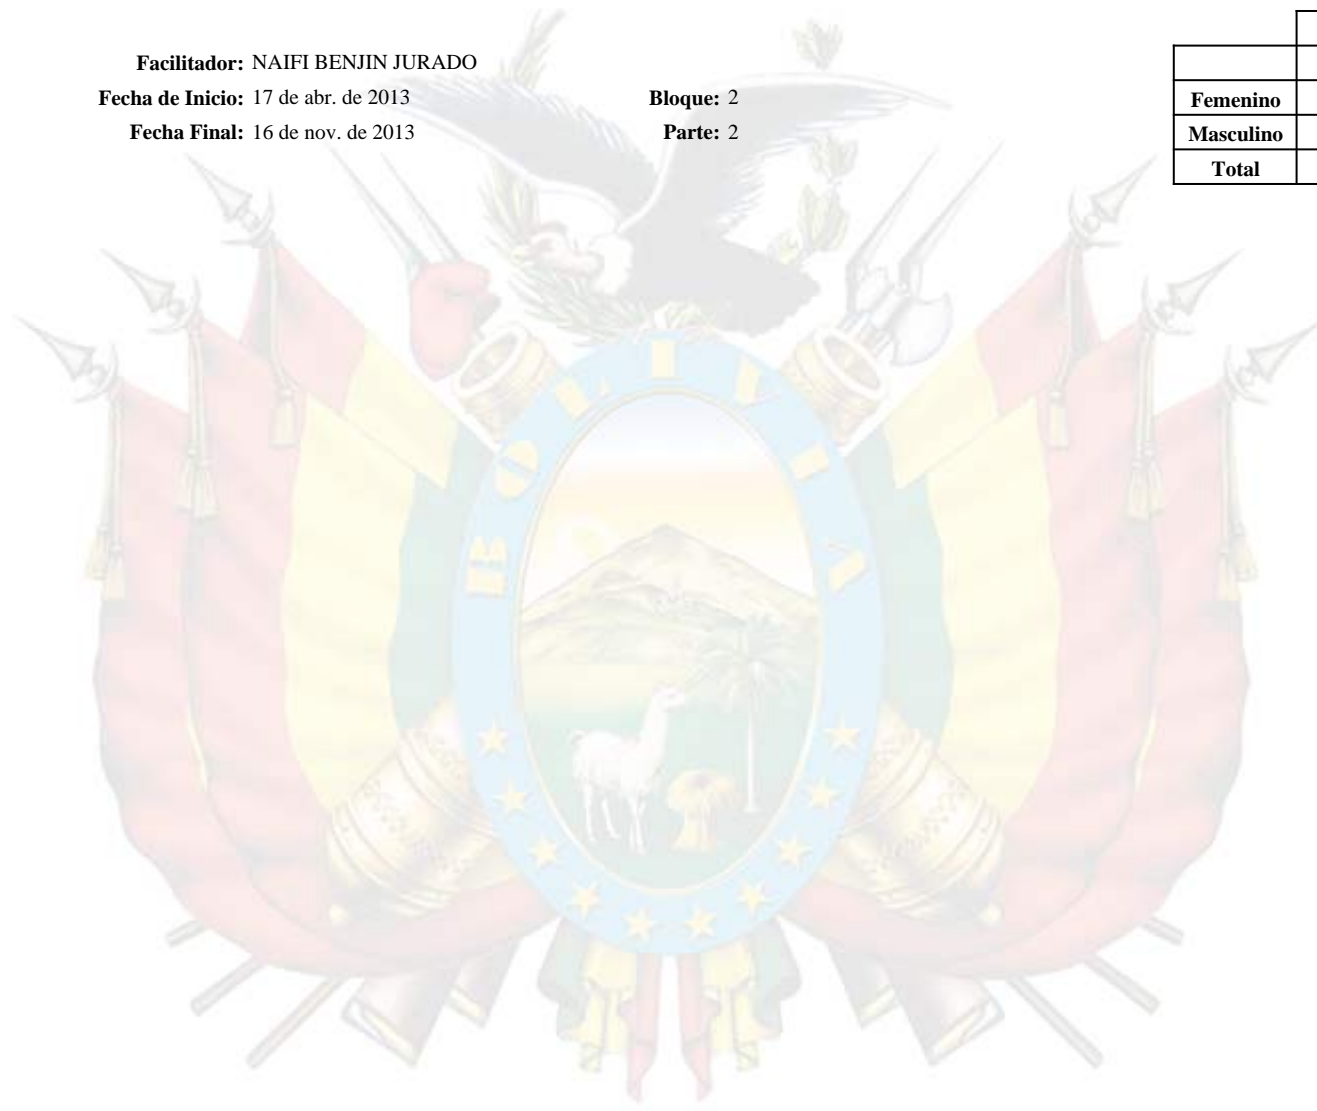 Facilitador: NAIFI BENJIN JURADO
Fecha de Inicio: 17 de abr. de 2013 Bloque: 2
Fecha Final: 16 de nov. de 2013 Parte: 2
Femenino
Masculino
Total
BOLIVIA